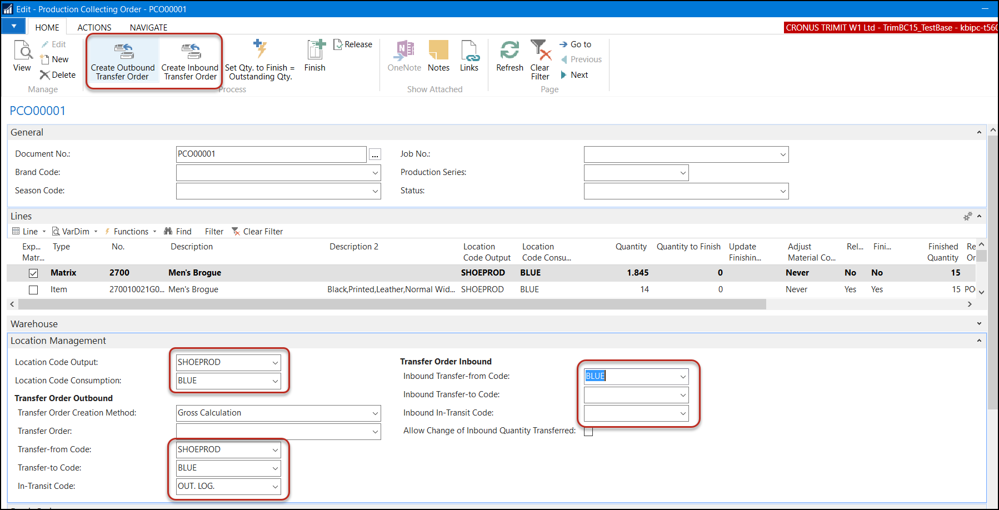 Edit - Production Collecting Order - PCO00001
HOME ACTIONS NAVIGATE
CRONUS TRIMIT W1 Ltd - TrimBC15_TestBase - kbipc-t560
View
Edit
New
Delete
Manage
Create Outbound
Transfer Order
Create Inbound
Transfer Order
Set Qty. to Finish =
Outstanding Qty.
Finish
Release
Process
OneNote
Notes
Links
Show Attached
Refresh
Clear
Filter
Go to
Previous
Next
Page
PCO00001
General
Document No.: PCO00001 ...
Brand Code:
Season Code:
Job No.:
Production Series:
Status:
Lines
Line VarDim Functions Find Filter Clear Filter
Exp... Type No. Description Description 2 Location Location Quantity Quantity to Finish Update Adjust Rel... Fini... Finished Re
Matr... Code Output Code Consu... Finishin... Material Co... Quantity Or
Matrix 2700 Men's Brogue SHOEPROD BLUE 1.845 0 Never No No 15
Item 270010021G0... Men's Brogue Black,Printed,Leather,Normal Wid... SHOEPROD BLUE 14 0 Never Yes Yes 15 PO
Warehouse
Location Management
Location Code Output: SHOEPROD
Location Code Consumption: BLUE
Transfer Order Outbound
Transfer Order Creation Method: Gross Calculation
Transfer Order:
Transfer-from Code: SHOEPROD
Transfer-to Code: BLUE
In-Transit Code: OUT. LOG.
Transfer Order Inbound
Inbound Transfer-from Code: BLUE
Inbound Transfer-to Code:
Inbound In-Transit Code:
Allow Change of Inbound Quantity Transferred: